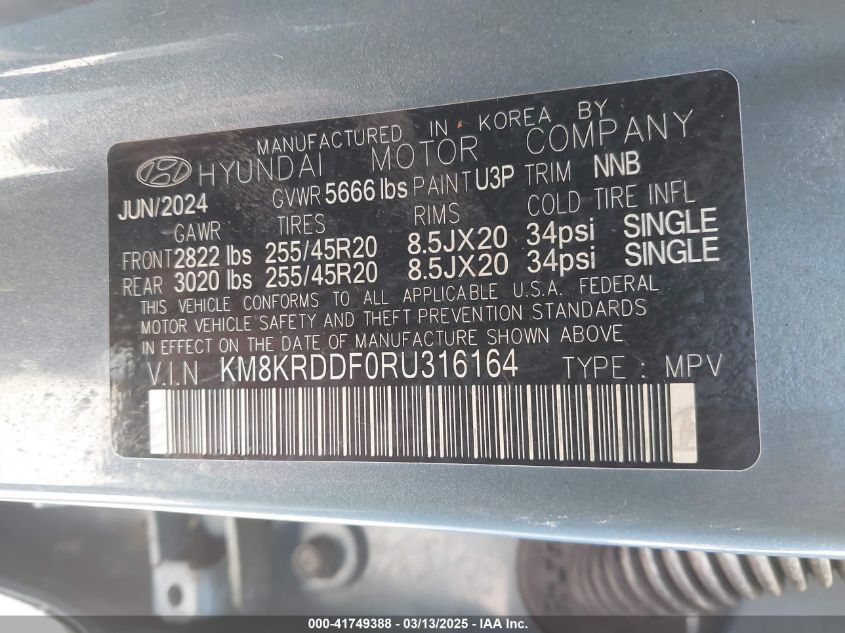 MANUFACTURED IN KOREA BY
HYUNDAI MOTOR COMPANY
JUN/2024 GVWR 5666 lbs PAINT U3P TRIM NNB
GAWR TIRES RIMS COLD TIRE INFL
FRONT 2822 lbs 255/45R20 8.5JX20 34psi SINGLE
REAR 3020 lbs 255/45R20 8.5JX20 34psi SINGLE
THIS VEHICLE CONFORMS TO ALL APPLICABLE U.S.A. FEDERAL
MOTOR VEHICLE SAFETY AND THEFT PREVENTION STANDARDS
IN EFFECT ON THE DATE OF MANUFACTURE SHOWN ABOVE
V.I.N KM8KRDDF0RU316164 TYPE : MPV
000-41749388 - 03/13/2025 - IAA, Inc.